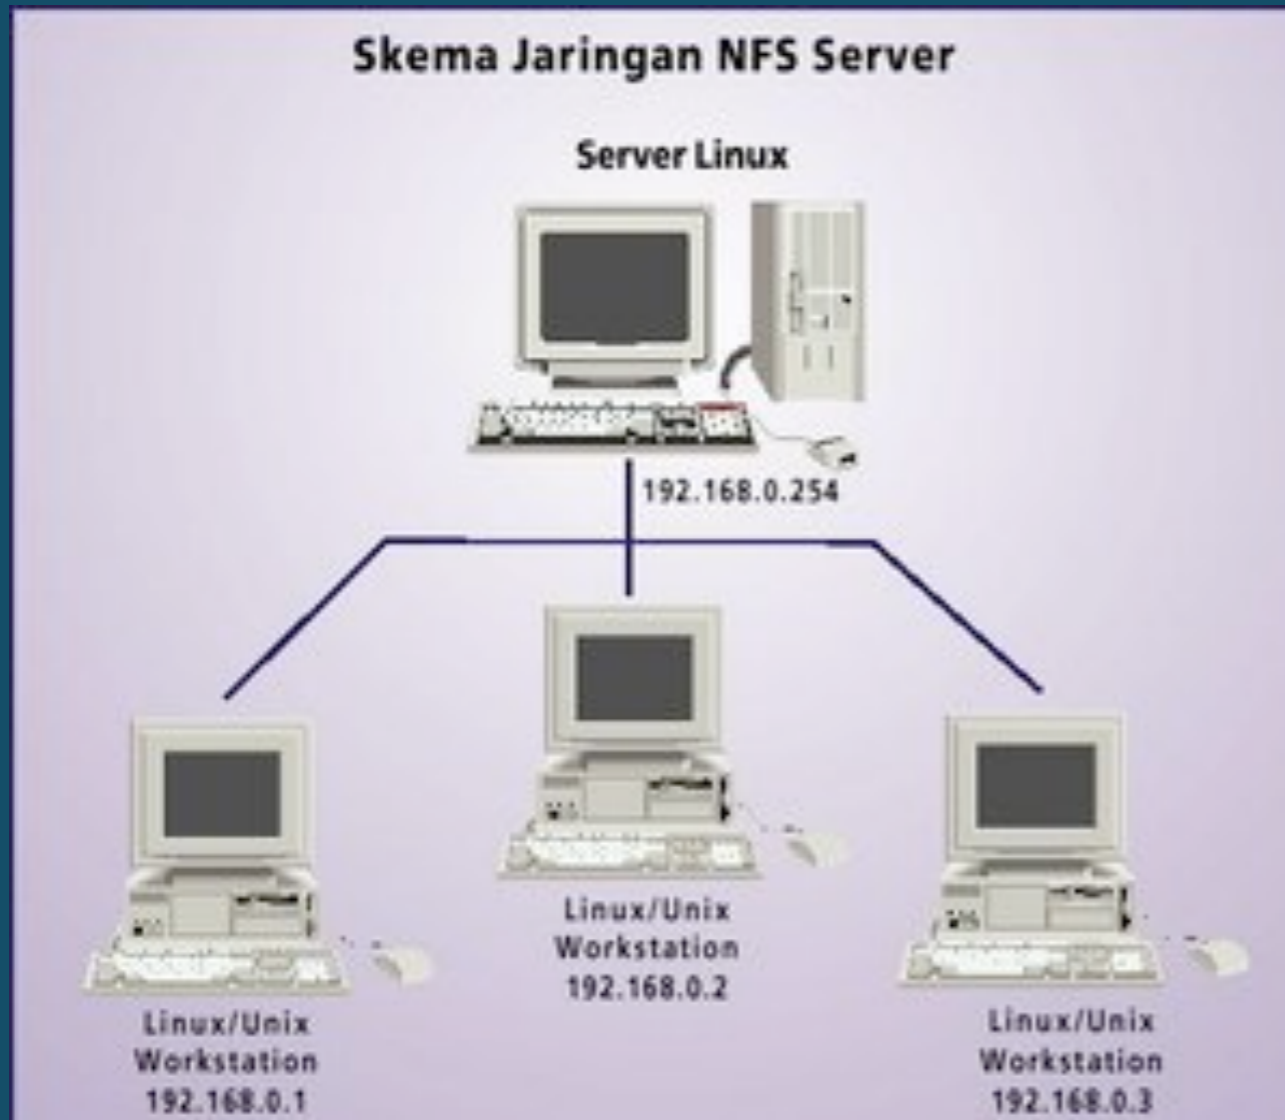 Skema Jaringan NFS Server
Server Linux
192.168.0.254
Linux/Unix
Workstation
192.168.0.1
Linux/Unix
Workstation
192.168.0.2
Linux/Unix
Workstation
192.168.0.3